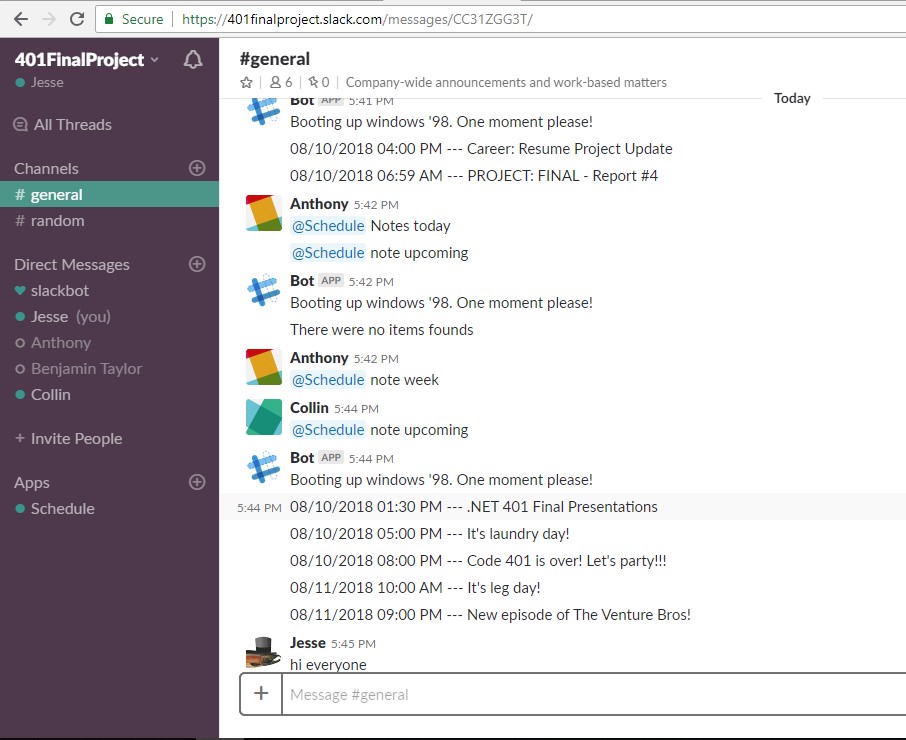 Secure https://401finalproject.slack.com/messages/CC31ZGG3T/
401FinalProject
Jesse
All Threads
Channels
# general
# random
Direct Messages
slackbot
Jesse (you)
Anthony
Benjamin Taylor
Collin
+ Invite People
Apps
Schedule
#general
6 0 Company-wide announcements and work-based matters
Today
Bot APP 5:41 PM
Booting up windows '98. One moment please!
08/10/2018 04:00 PM --- Career: Resume Project Update
08/10/2018 06:59 AM --- PROJECT: FINAL - Report #4
Anthony 5:42 PM
@Schedule Notes today
@Schedule note upcoming
Bot APP 5:42 PM
Booting up windows '98. One moment please!
There were no items founds
Anthony 5:42 PM
@Schedule note week
Collin 5:44 PM
@Schedule note upcoming
Bot APP 5:44 PM
Booting up windows '98. One moment please!
5:44 PM 08/10/2018 01:30 PM --- .NET 401 Final Presentations
08/10/2018 05:00 PM --- It's laundry day!
08/10/2018 08:00 PM --- Code 401 is over! Let's party!!!
08/11/2018 10:00 AM --- It's leg day!
08/11/2018 09:00 PM --- New episode of The Venture Bros!
Jesse 5:45 PM
hi everyone
+ Message #general